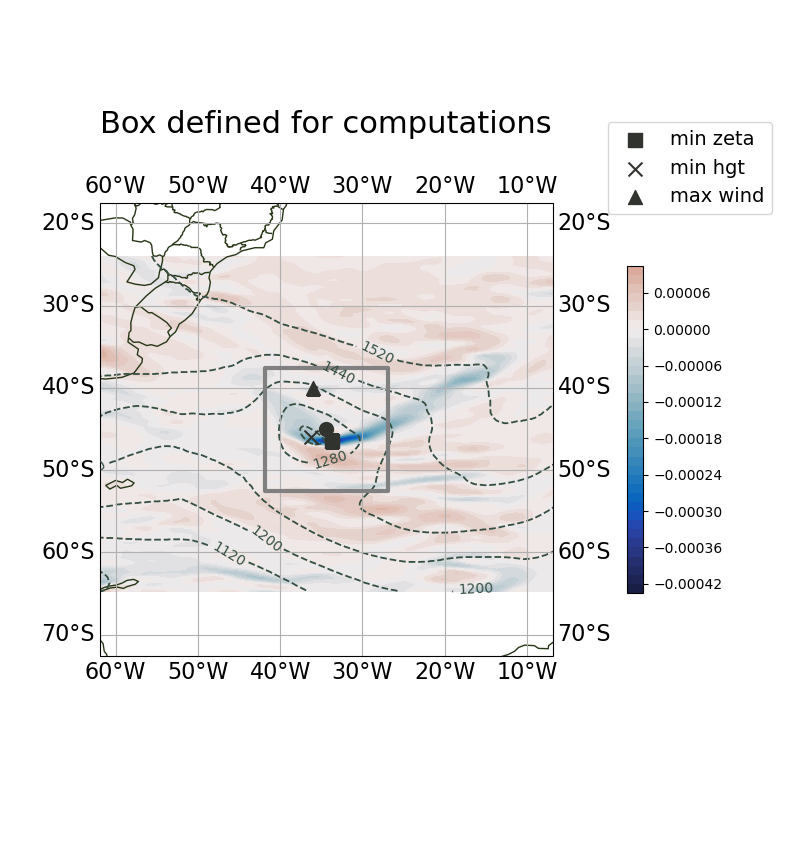 Box defined for computations
min zeta
min hgt
max wind
60°W 50°W 40°W 30°W 20°W 10°W
20°S 20°S
30°S 30°S
40°S 40°S
50°S 50°S
60°S 60°S
70°S 70°S
60°W 50°W 40°W 30°W 20°W 10°W
1520
1440
1280
1200
1120
1200
0.00006
0.00000
−0.00006
−0.00012
−0.00018
−0.00024
−0.00030
−0.00036
−0.00042